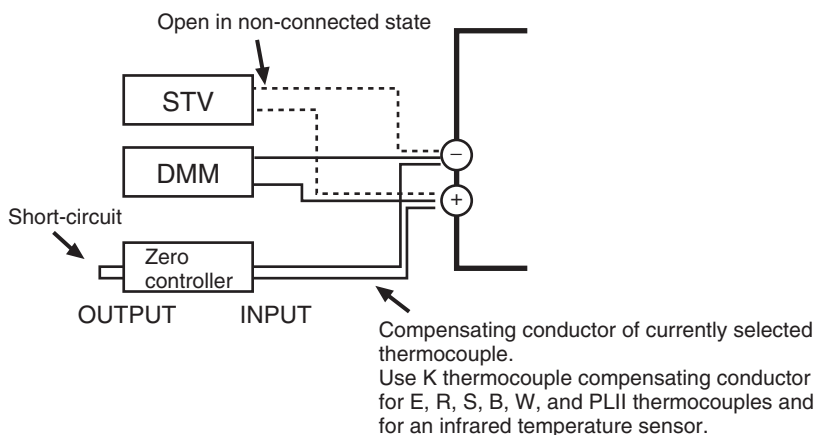 Open in non-connected state
STV
−
DMM
+
Short-circuit
Zero
controller
OUTPUT
INPUT
Compensating conductor of currently selected
thermocouple.
Use K thermocouple compensating conductor
for E, R, S, B, W, and PLII thermocouples and
for an infrared temperature sensor.